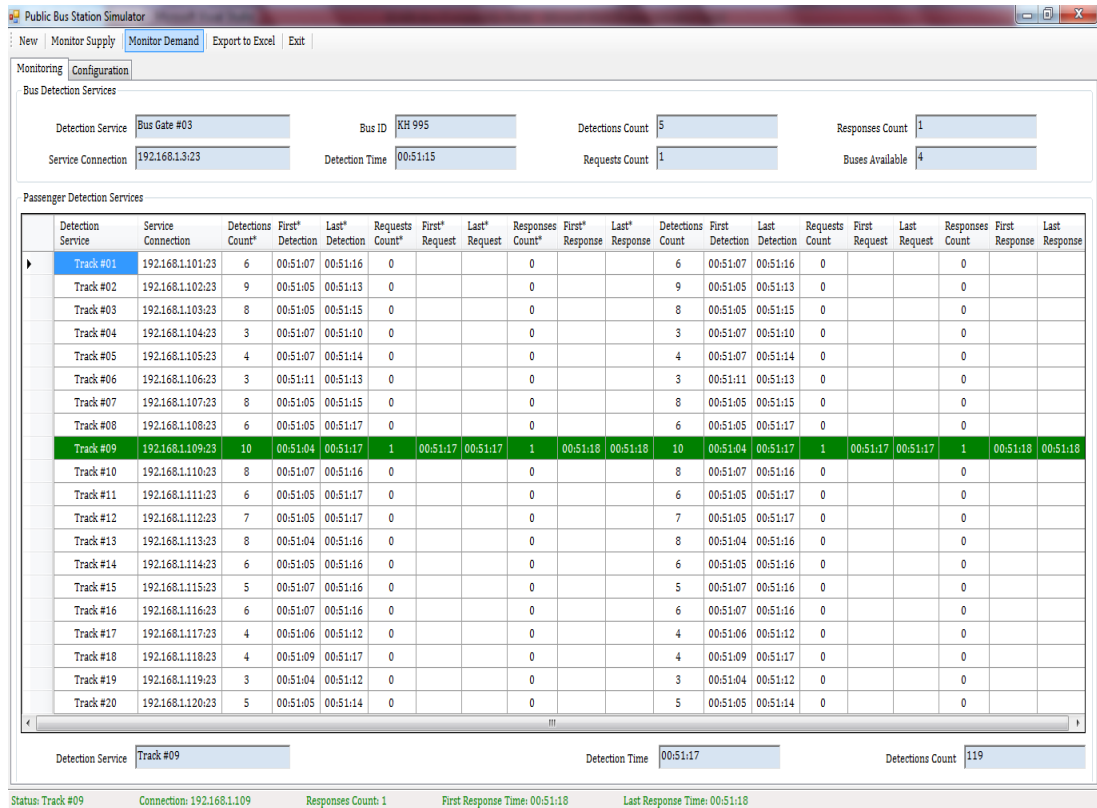 Public Bus Station Simulator
New Monitor Supply Monitor Demand Export to Excel Exit
Monitoring Configuration
Bus Detection Services
Detection Service Bus Gate #03 Bus ID KH 995 Detections Count 5 Responses Count 1
Service Connection 192.168.1.3:23 Detection Time 00:51:15 Requests Count 1 Buses Available 4
Passenger Detection Services
Detection Service Detections First* Last* Requests First* Last* Responses First* Last* Detections First Last Requests First Last Responses First Last
Service Connection Count* Detection Detection Count* Request Request Count* Response Response Count Detection Detection Count Request Request Count Response Response
Track #01 192.168.1.101:23 6 00:51:07 00:51:16 0 0 6 00:51:07 00:51:16 0 0
Track #02 192.168.1.102:23 9 00:51:05 00:51:13 0 0 9 00:51:05 00:51:13 0 0
Track #03 192.168.1.103:23 8 00:51:05 00:51:15 0 0 8 00:51:05 00:51:15 0 0
Track #04 192.168.1.104:23 3 00:51:07 00:51:10 0 0 3 00:51:07 00:51:10 0 0
Track #05 192.168.1.105:23 4 00:51:07 00:51:14 0 0 4 00:51:07 00:51:14 0 0
Track #06 192.168.1.106:23 3 00:51:11 00:51:13 0 0 3 00:51:11 00:51:13 0 0
Track #07 192.168.1.107:23 8 00:51:05 00:51:15 0 0 8 00:51:05 00:51:15 0 0
Track #08 192.168.1.108:23 6 00:51:05 00:51:17 0 0 6 00:51:05 00:51:17 0 0
Track #09 192.168.1.109:23 10 00:51:04 00:51:17 1 00:51:17 00:51:17 1 00:51:18 00:51:18 10 00:51:04 00:51:17 1 00:51:17 00:51:17 1 00:51:18 00:51:18
Track #10 192.168.1.110:23 8 00:51:07 00:51:16 0 0 8 00:51:07 00:51:16 0 0
Track #11 192.168.1.111:23 6 00:51:05 00:51:17 0 0 6 00:51:05 00:51:17 0 0
Track #12 192.168.1.112:23 7 00:51:05 00:51:17 0 0 7 00:51:05 00:51:17 0 0
Track #13 192.168.1.113:23 8 00:51:04 00:51:16 0 0 8 00:51:04 00:51:16 0 0
Track #14 192.168.1.114:23 6 00:51:05 00:51:16 0 0 6 00:51:05 00:51:16 0 0
Track #15 192.168.1.115:23 5 00:51:07 00:51:16 0 0 5 00:51:07 00:51:16 0 0
Track #16 192.168.1.116:23 6 00:51:07 00:51:16 0 0 6 00:51:07 00:51:16 0 0
Track #17 192.168.1.117:23 4 00:51:06 00:51:12 0 0 4 00:51:06 00:51:12 0 0
Track #18 192.168.1.118:23 4 00:51:09 00:51:17 0 0 4 00:51:09 00:51:17 0 0
Track #19 192.168.1.119:23 3 00:51:04 00:51:12 0 0 3 00:51:04 00:51:12 0 0
Track #20 192.168.1.120:23 5 00:51:05 00:51:14 0 0 5 00:51:05 00:51:14 0 0
Detection Service Track #09 Detection Time 00:51:17 Detections Count 119
Status: Track #09 Connection: 192.168.1.109 Responses Count: 1 First Response Time: 00:51:18 Last Response Time: 00:51:18